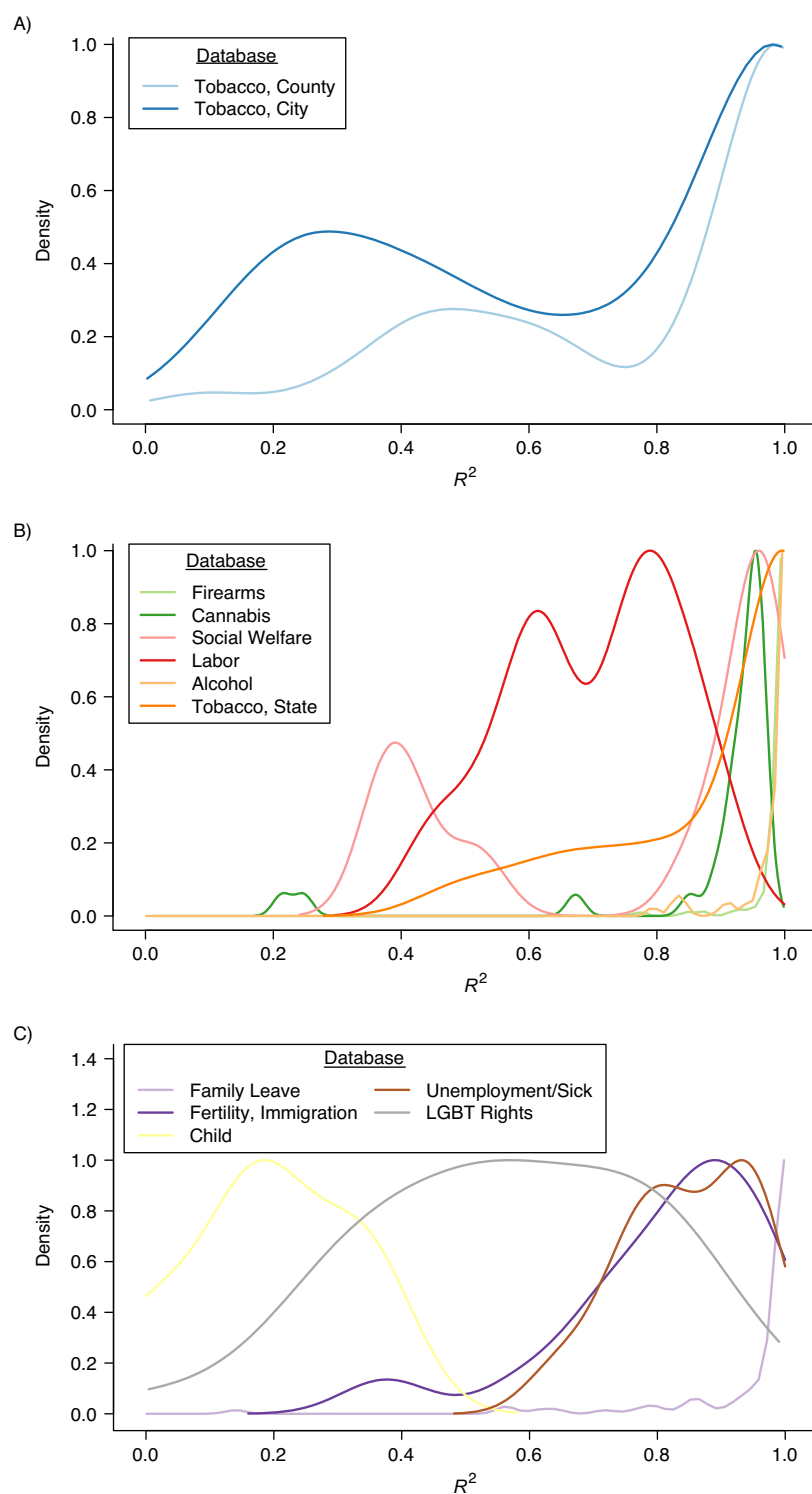 A)
Database
Tobacco, County
Tobacco, City
1.0
0.8
0.6
0.4
0.2
0.0
Density
0.0 0.2 0.4 0.6 0.8 1.0
R²
B)
Database
Firearms
Cannabis
Social Welfare
Labor
Alcohol
Tobacco, State
1.0
0.8
0.6
0.4
0.2
0.0
Density
0.0 0.2 0.4 0.6 0.8 1.0
R²
C)
Database
Family Leave Unemployment/Sick
Fertility, Immigration LGBT Rights
Child
1.4
1.2
1.0
0.8
0.6
0.4
0.2
0.0
Density
0.0 0.2 0.4 0.6 0.8 1.0
R²